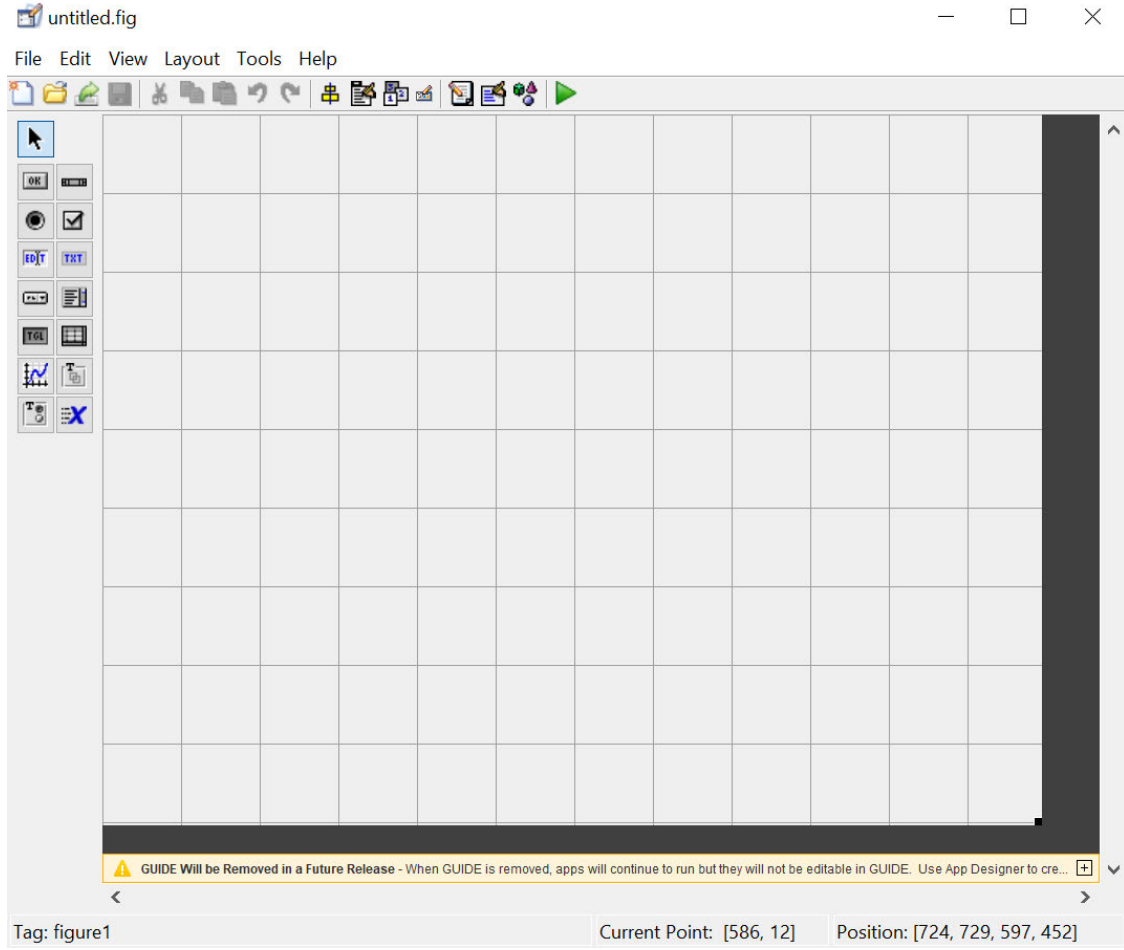 untitled.fig
File Edit View Layout Tools Help
OK
EDIT TXT
TGL
T
T X
GUIDE Will be Removed in a Future Release - When GUIDE is removed, apps will continue to run but they will not be editable in GUIDE. Use App Designer to cre...
Tag: figure1 Current Point: [586, 12] Position: [724, 729, 597, 452]